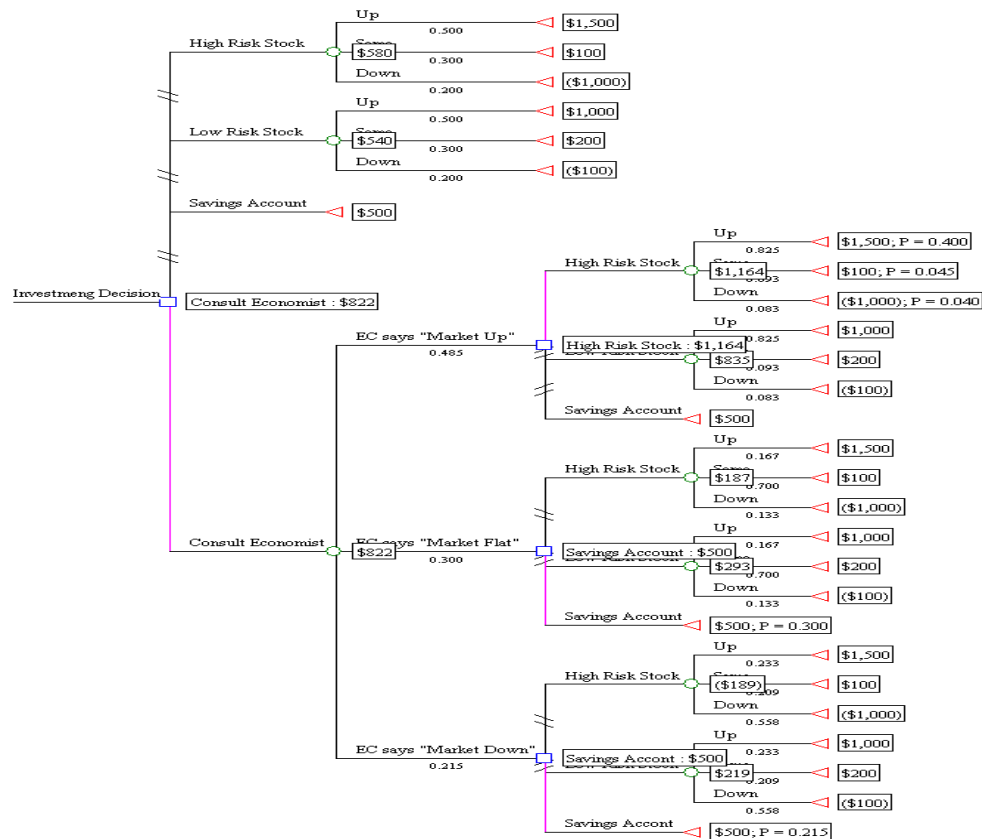 Up
$1,500
0.500
High Risk Stock
$580
0.300
$100
Down
0.200
($1,000)
Up
$1,000
0.500
Low Risk Stock
$540
0.300
$200
Down
0.200
($100)
Savings Account
$500
Investmeng Decision
Consult Economist : $822
EC says "Market Up"
0.485
High Risk Stock : $1,164
High Risk Stock
$1,164
Up
0.825
$1,500; P = 0.400
$100; P = 0.045
Down
0.083
($1,000); P = 0.040
$835
Up
$1,000
0.093
$200
Down
0.083
($100)
Savings Account
$500
Consult Economist
$822
EC says "Market Flat"
0.300
Savings Account : $500
High Risk Stock
$187
Up
0.167
$1,500
0.700
$100
Down
0.133
($1,000)
$293
Up
0.167
$1,000
0.700
$200
Down
0.133
($100)
Savings Account
$500; P = 0.300
EC says "Market Down"
0.215
Savings Accont : $500
High Risk Stock
($189)
Up
0.233
$1,500
$100
Down
0.558
($1,000)
$219
Up
0.233
$1,000
0.209
$200
Down
0.558
($100)
Savings Accont
$500; P = 0.215